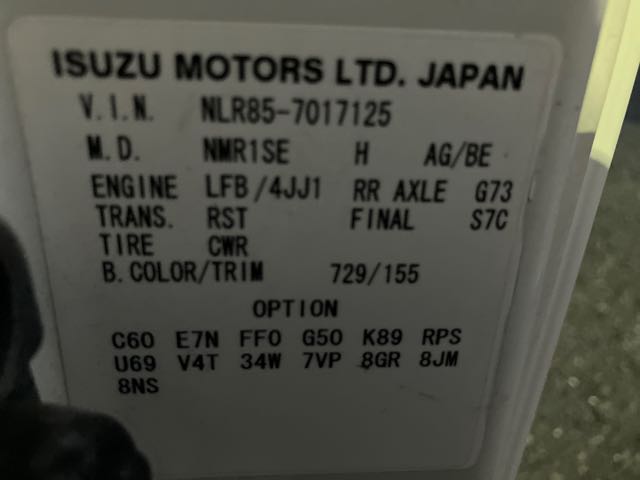 ISUZU MOTORS LTD. JAPAN
V.I.N. NLR85-7017125
M.D. NMR1SE H AG/BE
ENGINE LFB/4JJ1 RR AXLE G73
TRANS. RST FINAL S7C
TIRE CWR
B.COLOR/TRIM 729/155
OPTION
C60 E7N FF0 G50 K89 RPS
U69 V4T 34W 7VP 8GR 8JM
8NS